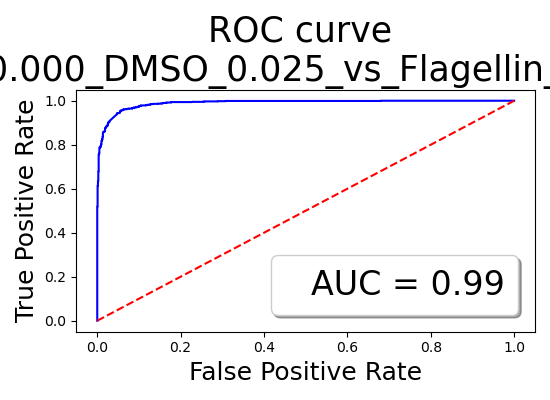 ROC curve
0.000_DMSO_0.025_vs_Flagellin_
1.0
0.8
0.6
0.4
0.2
0.0
True Positive Rate
AUC = 0.99
0.0 0.2 0.4 0.6 0.8 1.0
False Positive Rate